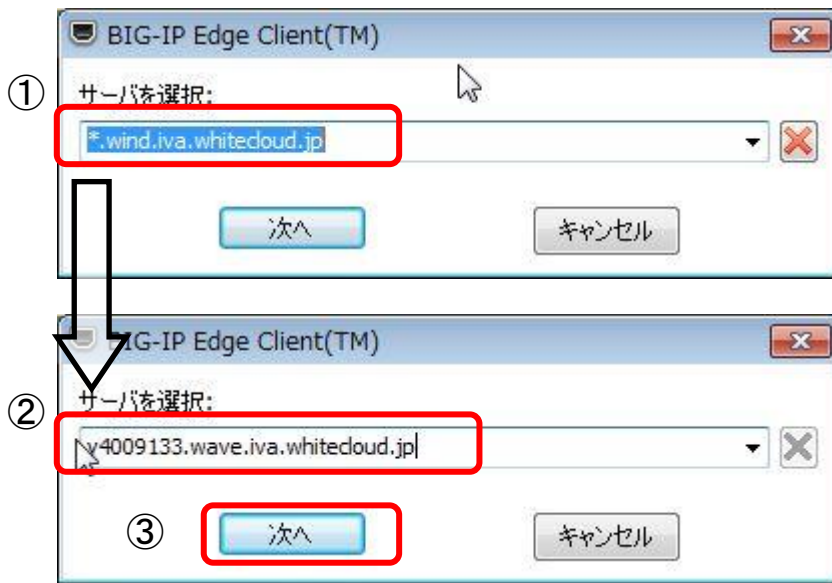 BIG-IP Edge Client(TM)
①
サーバを選択:
*.wind.iva.whitecloud.jp
次へ
キャンセル
BIG-IP Edge Client(TM)
②
サーバを選択:
v4009133.wave.iva.whitecloud.jp
③
次へ
キャンセル